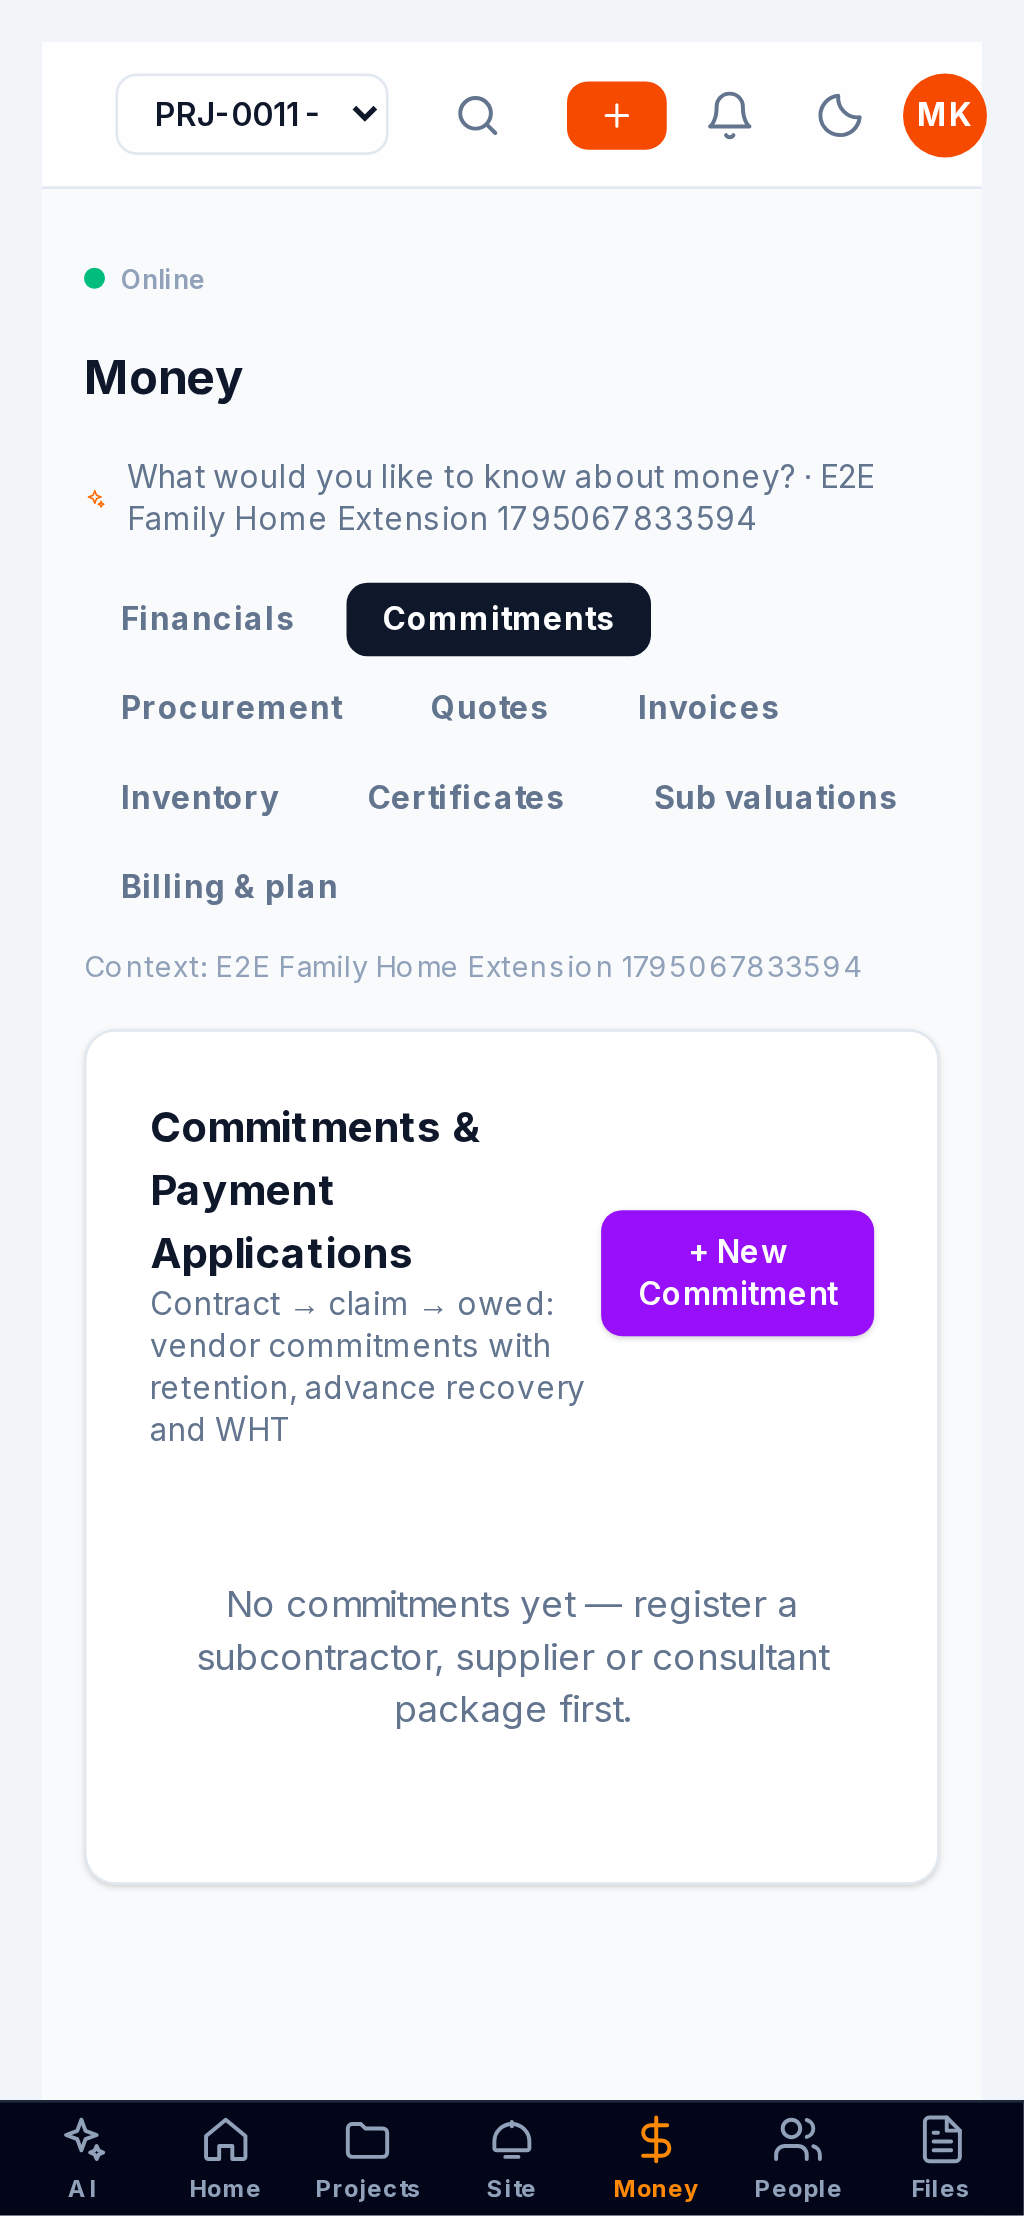 PRJ-0011 -
MK
Online
Money
What would you like to know about money? · E2E
Family Home Extension 1795067833594
Financials
Commitments
Procurement
Quotes
Invoices
Inventory
Certificates
Sub valuations
Billing & plan
Context: E2E Family Home Extension 1795067833594
Commitments &
Payment
Applications
Contract → claim → owed:
vendor commitments with
retention, advance recovery
and WHT
+ New
Commitment
No commitments yet — register a
subcontractor, supplier or consultant
package first.
AI
Home
Projects
Site
Money
People
Files